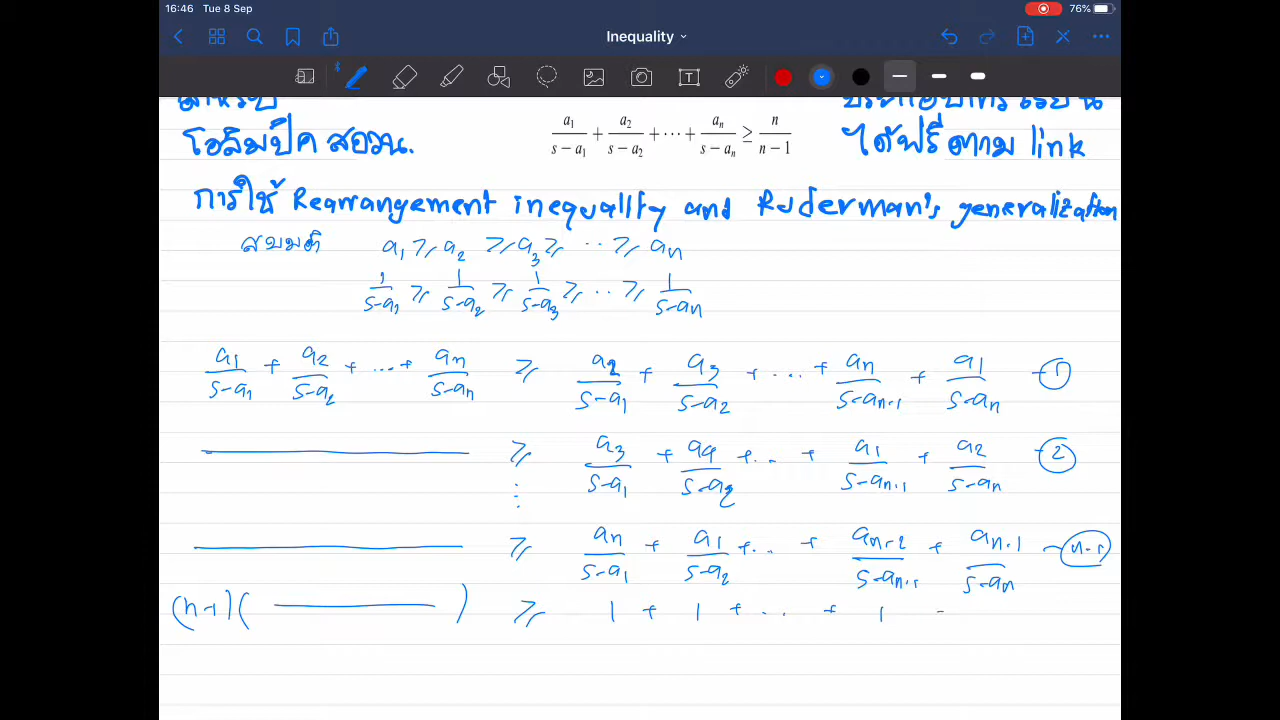 16:46 Tue 8 Sep 76%
Inequality
โอลิมปิค สอวน. a₁/(s−a₁) + a₂/(s−a₂) + ⋯ + aₙ/(s−aₙ) ≥ n/(n−1) ได้ฟรีตาม link
การใช้ Rearrangement inequality and Ruderman's generalization
สมมติ a₁ ≥ a₂ ≥ a₃ ≥ ·· ≥ aₙ
1/(s−a₁) ≥ 1/(s−a₂) ≥ 1/(s−a₃) ≥ ·· ≥ 1/(s−aₙ)
a₁/(s−a₁) + a₂/(s−a₂) + ... + aₙ/(s−aₙ) ≥ a₂/(s−a₁) + a₃/(s−a₂) + ... + aₙ/(s−aₙ₋₁) + a₁/(s−aₙ) –①
≥ a₃/(s−a₁) + a₄/(s−a₂) + ... + a₁/(s−aₙ₋₁) + a₂/(s−aₙ) –②
⋮
≥ aₙ/(s−a₁) + a₁/(s−a₂) + ... + aₙ₋₂/(s−aₙ₋₁) + aₙ₋₁/(s−aₙ) –(n-1)
(n-1)( ) ≥ 1 + 1 + ... + 1 -